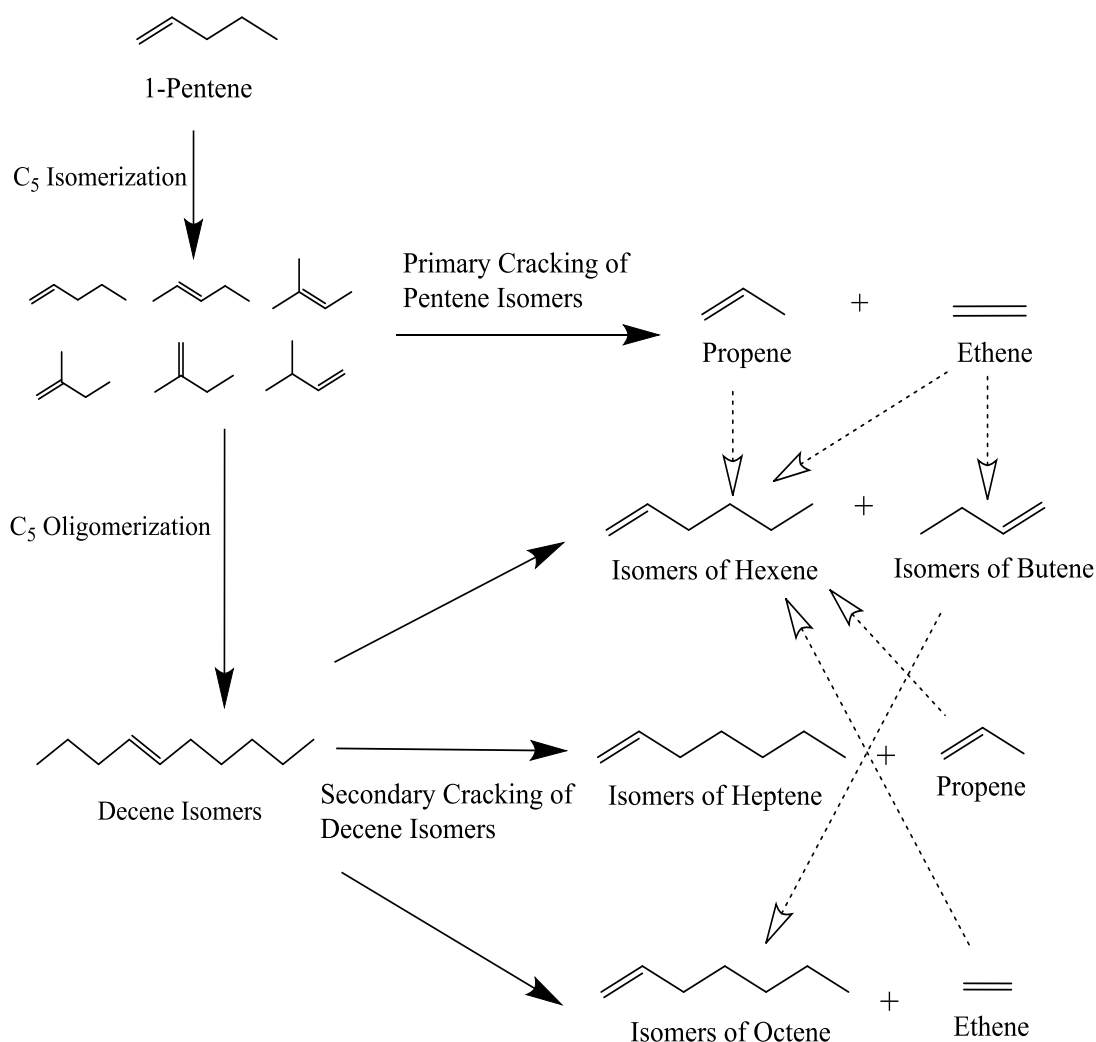 1-Pentene
C5 Isomerization
Primary Cracking of
Pentene Isomers
+
Propene
Ethene
C5 Oligomerization
+
Isomers of Hexene
Isomers of Butene
+
Decene Isomers
Secondary Cracking of
Decene Isomers
Isomers of Heptene
Propene
+
Isomers of Octene
Ethene